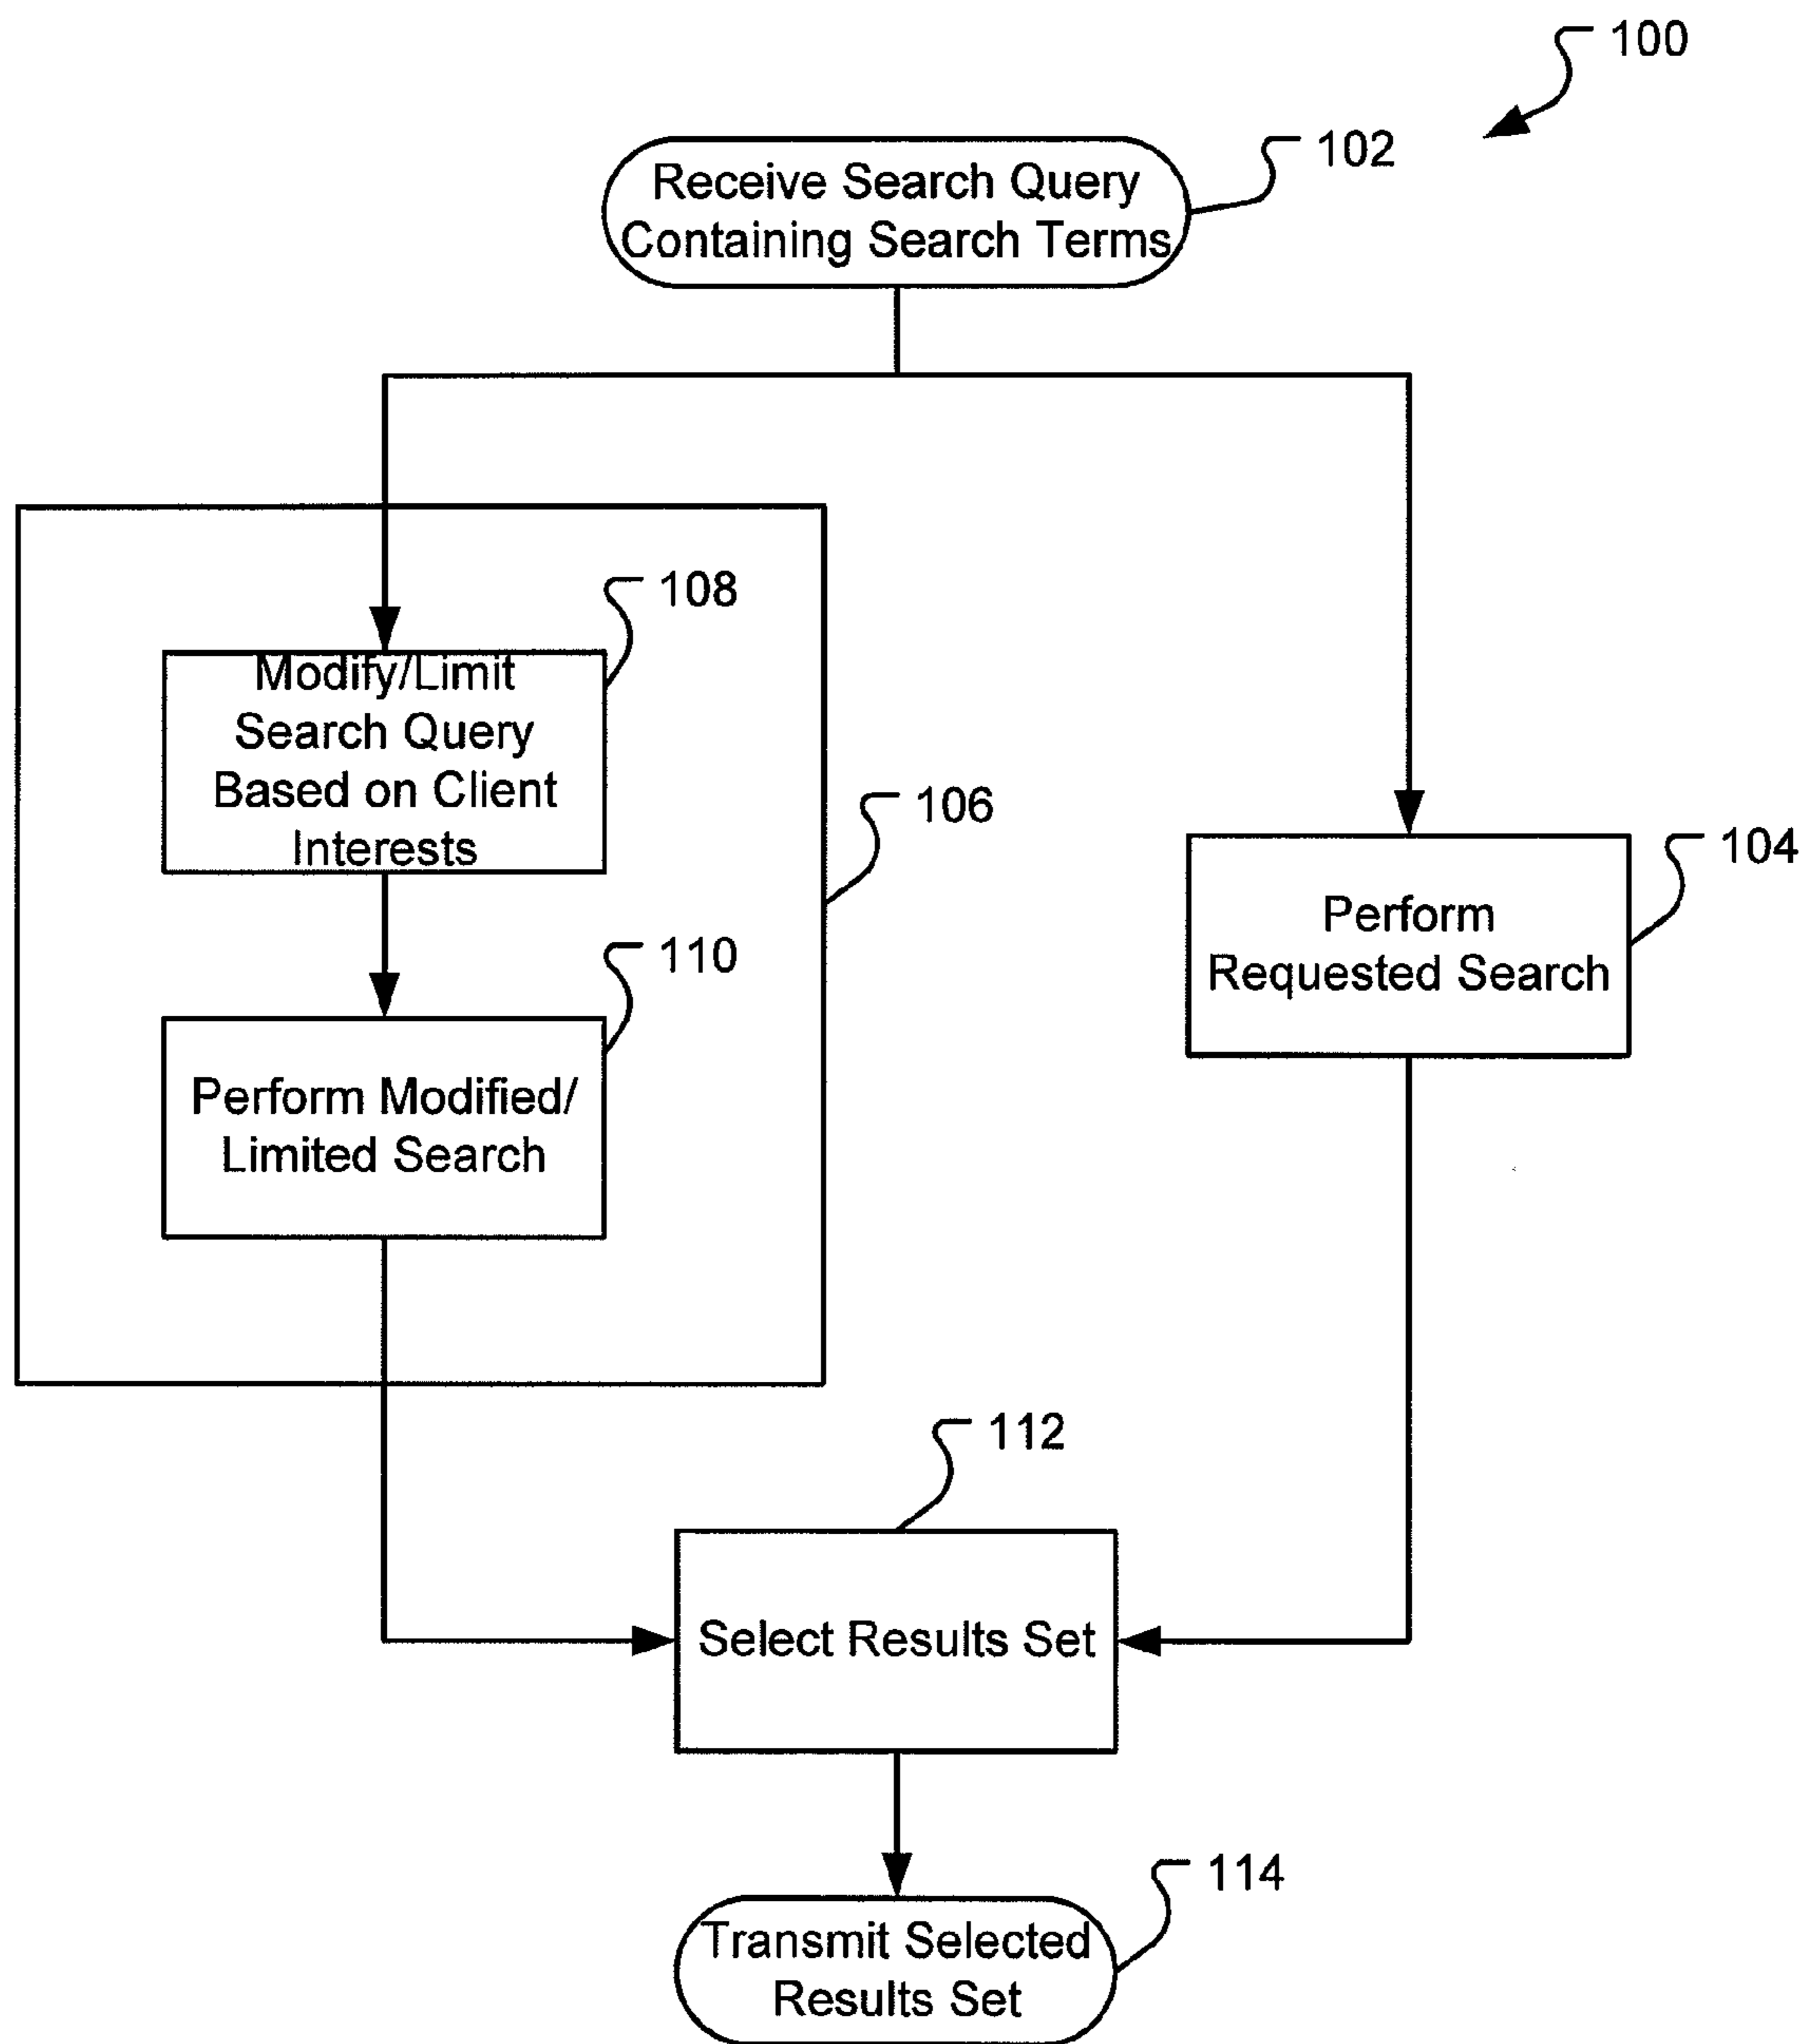 100
Receive Search Query
Containing Search Terms
102
108
Modify/Limit
Search Query
Based on Client
Interests
106
104
Perform
Requested Search
110
Perform Modified/
Limited Search
112
Select Results Set
114
Transmit Selected
Results Set